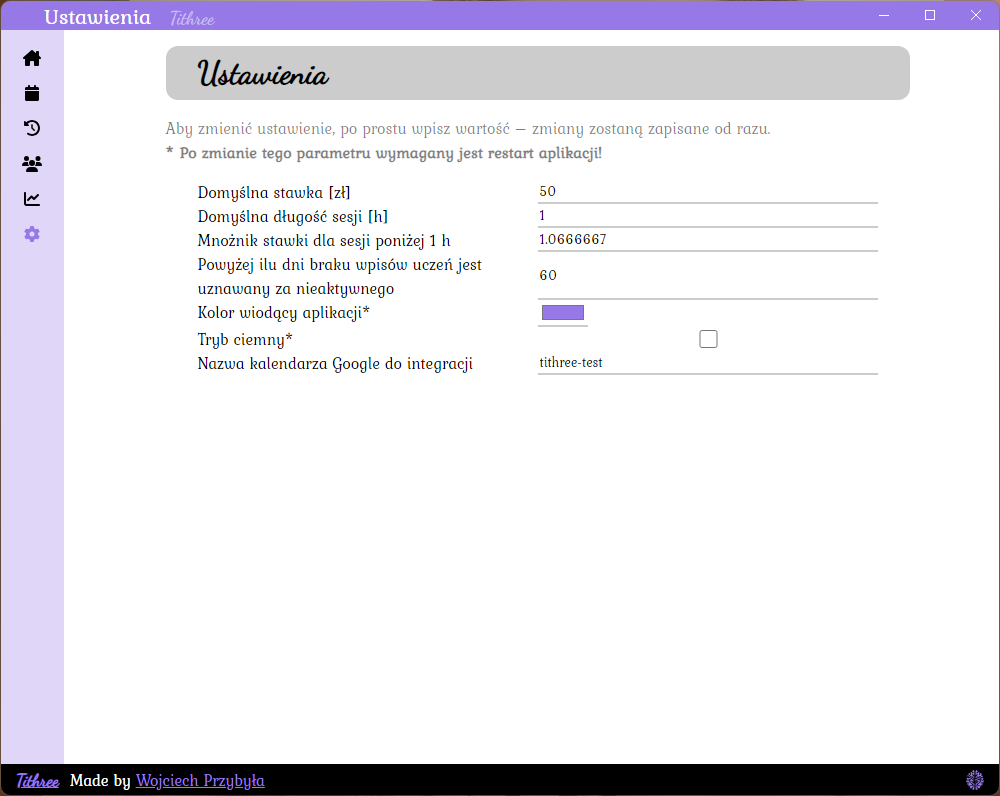 Ustawienia Tithree
Ustawienia
Aby zmienić ustawienie, po prostu wpisz wartość – zmiany zostaną zapisane od razu.
* Po zmianie tego parametru wymagany jest restart aplikacji!
Domyślna stawka [zł] 50
Domyślna długość sesji [h] 1
Mnożnik stawki dla sesji poniżej 1 h 1.0666667
Powyżej ilu dni braku wpisów uczeń jest
uznawany za nieaktywnego 60
Kolor wiodący aplikacji*
Tryb ciemny*
Nazwa kalendarza Google do integracji tithree-test
Tithree Made by Wojciech Przybyła